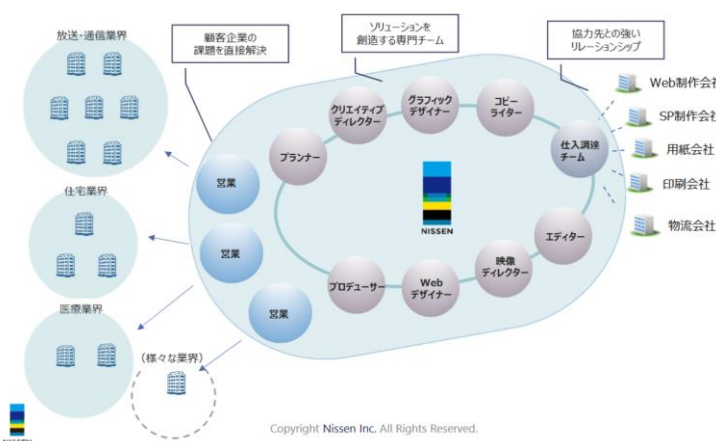 放送・通信業界
顧客企業の
課題を直接解決
ソリューションを
創造する専門チーム
協力先との強い
リレーションシップ
住宅業界
医療業界
(様々な業界)
営業
営業
営業
プランナー
クリエイティブ
ディレクター
グラフィック
デザイナー
コピー
ライター
仕入調達
チーム
エディター
映像
ディレクター
Web
デザイナー
プロデューサー
NISSEN
Web制作会社
SP制作会社
用紙会社
印刷会社
物流会社
NISSEN
Copyright Nissen Inc. All Rights Reserved.